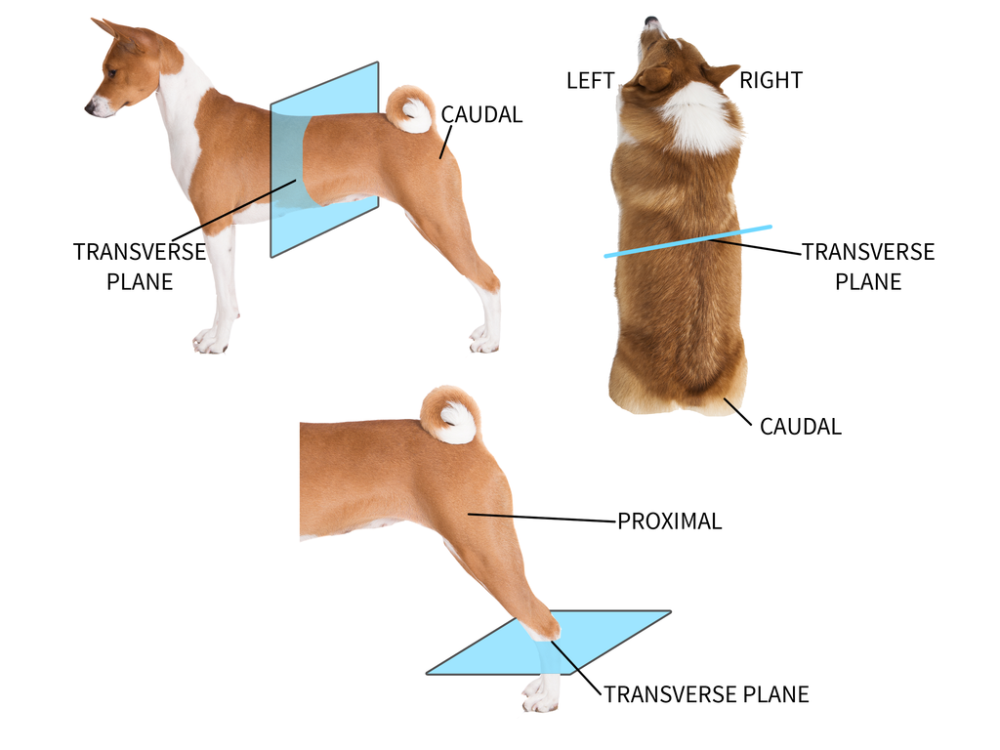 LEFT
RIGHT
CAUDAL
TRANSVERSE
PLANE
TRANSVERSE
PLANE
CAUDAL
PROXIMAL
TRANSVERSE PLANE